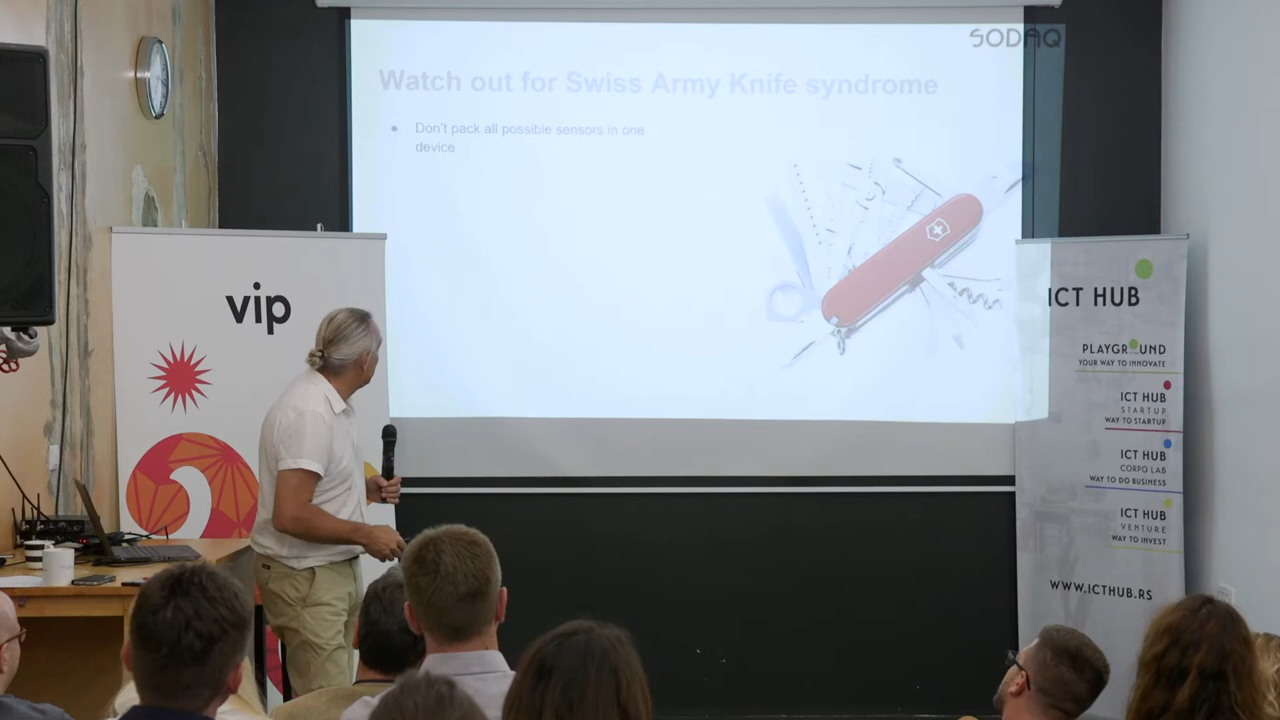 SODAQ
Watch out for Swiss Army Knife syndrome
• Don't pack all possible sensors in one
device
vip
ICT HUB
PLAYGROUND
YOUR WAY TO INNOVATE
ICT HUB
STARTUP
WAY TO STARTUP
ICT HUB
CORPO LAB
WAY TO DO BUSINESS
ICT HUB
VENTURE
WAY TO INVEST
WWW.ICTHUB.RS